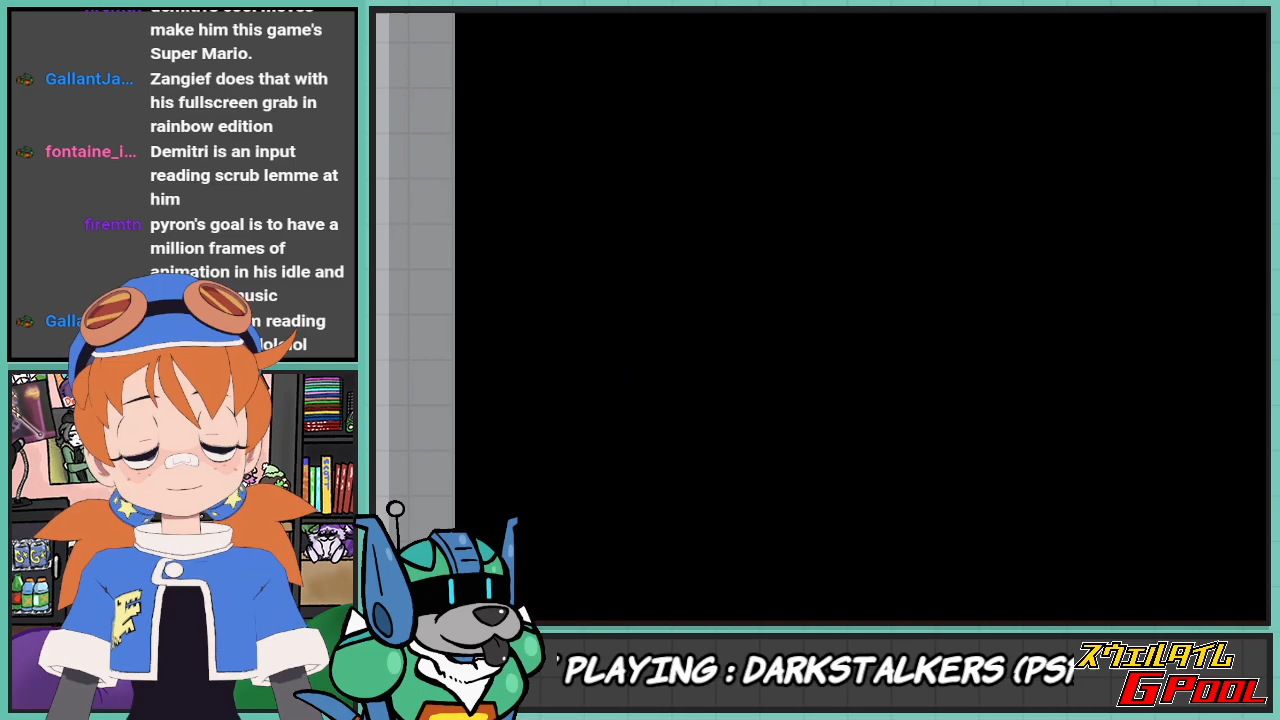 make him this game's
Super Mario.
GallantJa... Zangief does that with
his fullscreen grab in
rainbow edition
fontaine_i... Demitri is an input
reading scrub lemme at
him
firemtn pyron's goal is to have a
million frames of
animation in his idle and
reading
PLAYING : DARKSTALKERS (PS
スウェルタイム
GPOOL